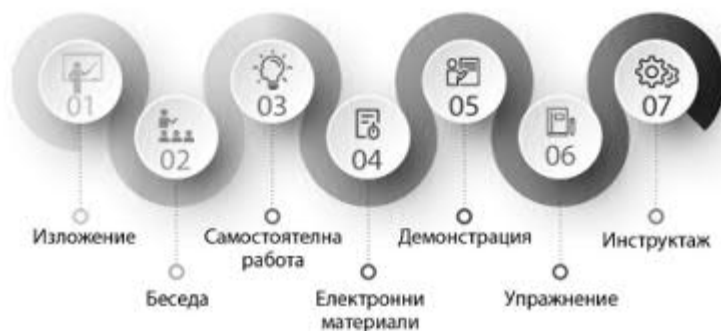 01
02
03
04
05
06
07
Изложение
Беседа
Самостоятелна
работа
Електронни
материали
Демонстрация
Упражнение
Инструктаж